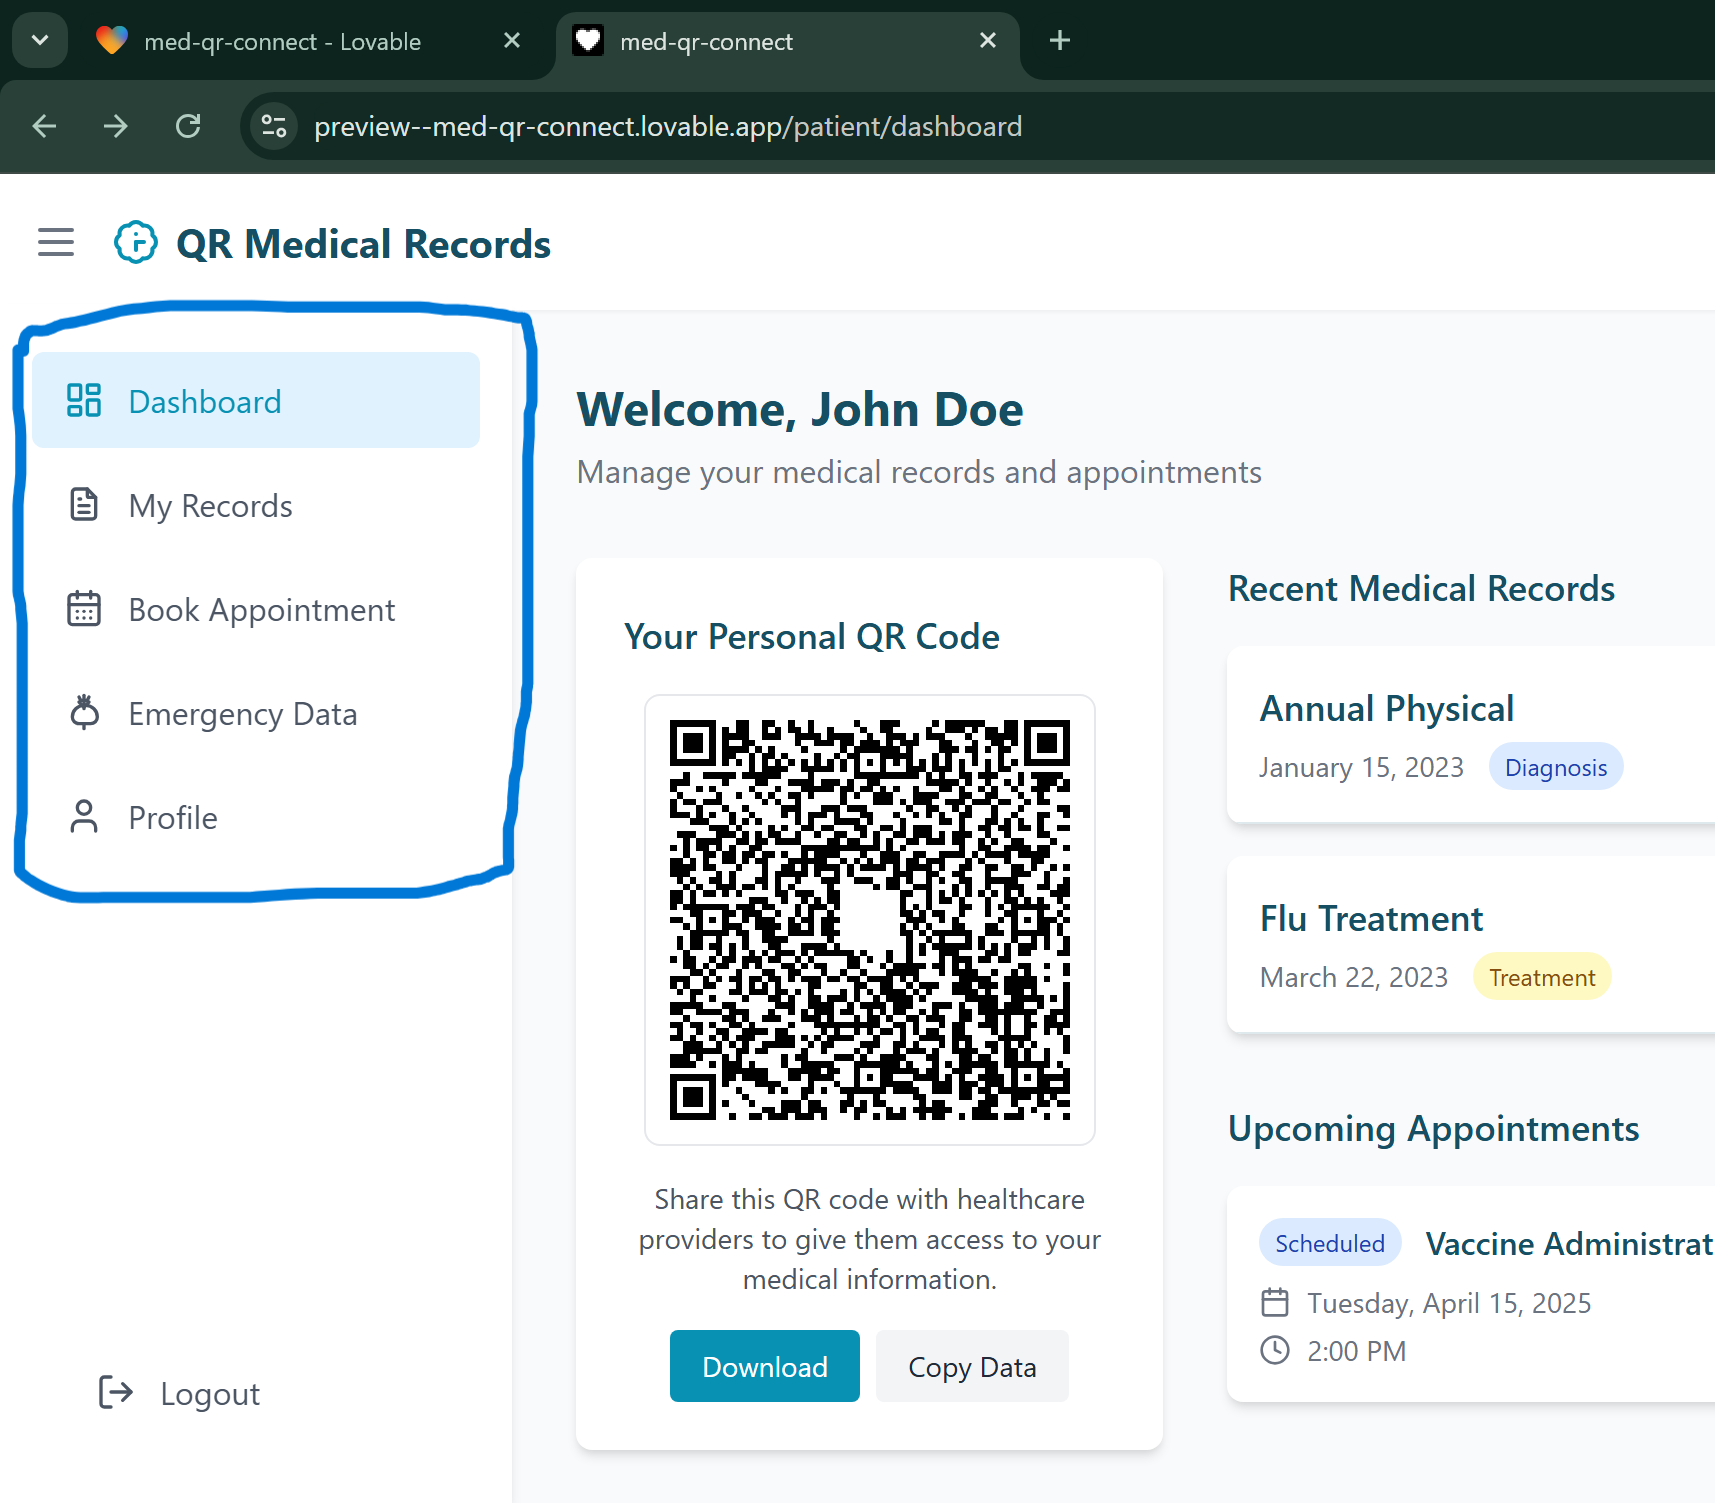 med-qr-connect - Lovable
med-qr-connect
preview--med-qr-connect.lovable.app/patient/dashboard
QR Medical Records
Dashboard
My Records
Book Appointment
Emergency Data
Profile
Logout
Welcome, John Doe
Manage your medical records and appointments
Your Personal QR Code
Share this QR code with healthcare
providers to give them access to your
medical information.
Download
Copy Data
Recent Medical Records
Annual Physical
January 15, 2023
Diagnosis
Flu Treatment
March 22, 2023
Treatment
Upcoming Appointments
Scheduled
Vaccine Administrat
Tuesday, April 15, 2025
2:00 PM